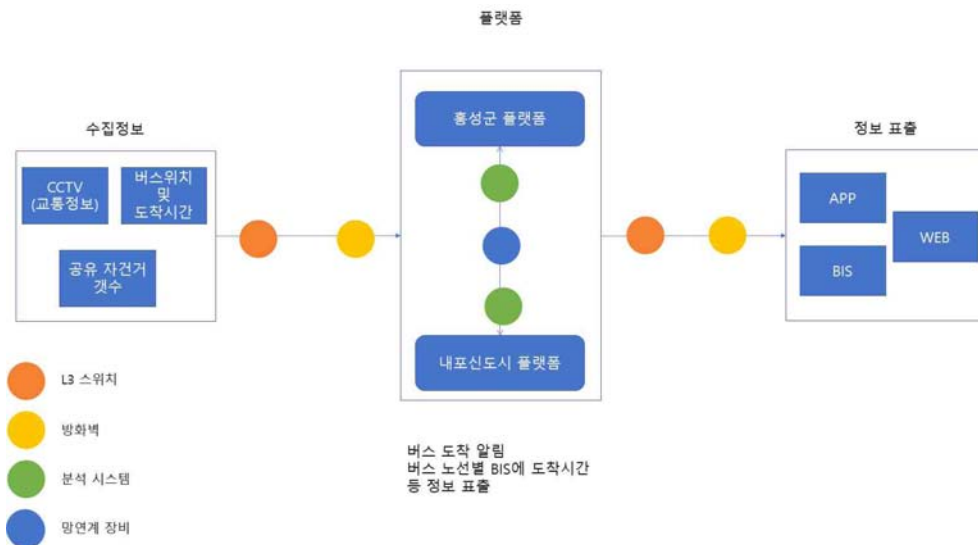 플랫폼
수집정보
CCTV
(교통정보)
버스위치
및
도착시간
공유 자건거
갯수
홍성군 플랫폼
내포신도시 플랫폼
정보 표출
APP
WEB
BIS
L3 스위치
방화벽
분석 시스템
망연계 장비
버스 도착 알림
버스 노선별 BIS에 도착시간
등 정보 표출